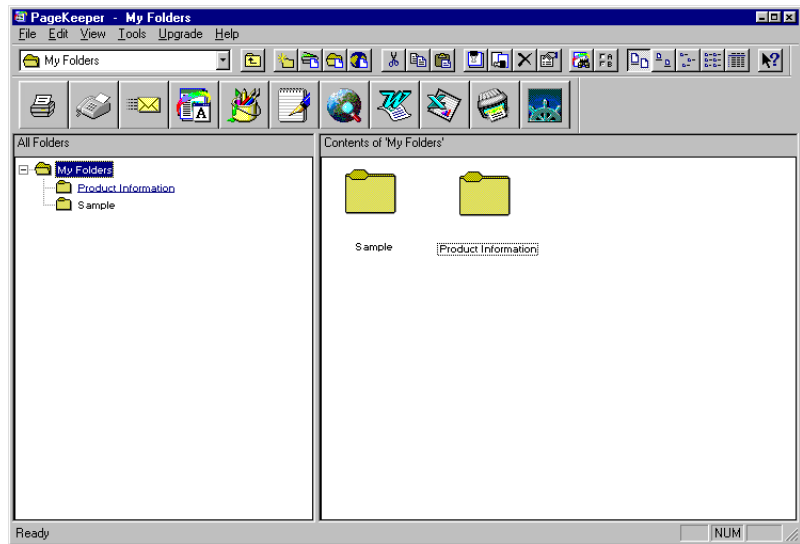 PageKeeper - My Folders
File Edit View Tools Upgrade Help
My Folders
All Folders
Contents of 'My Folders'
My Folders
Product Information
Sample
Sample
Product Information
Ready
NUM